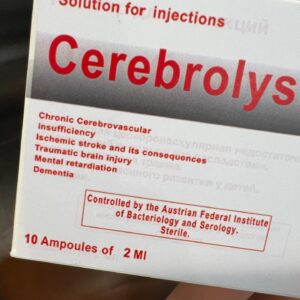 Solution for injections
Cerebrolys
Chronic Cerebrovascular
insufficiency
Ischemic stroke and its consequences
Traumatic brain injury
Mental retardation
Dementia
Controlled by the Austrian Federal Institute
of Bacteriology and Serology.
Sterile.
10 Ampoules of 2 Ml